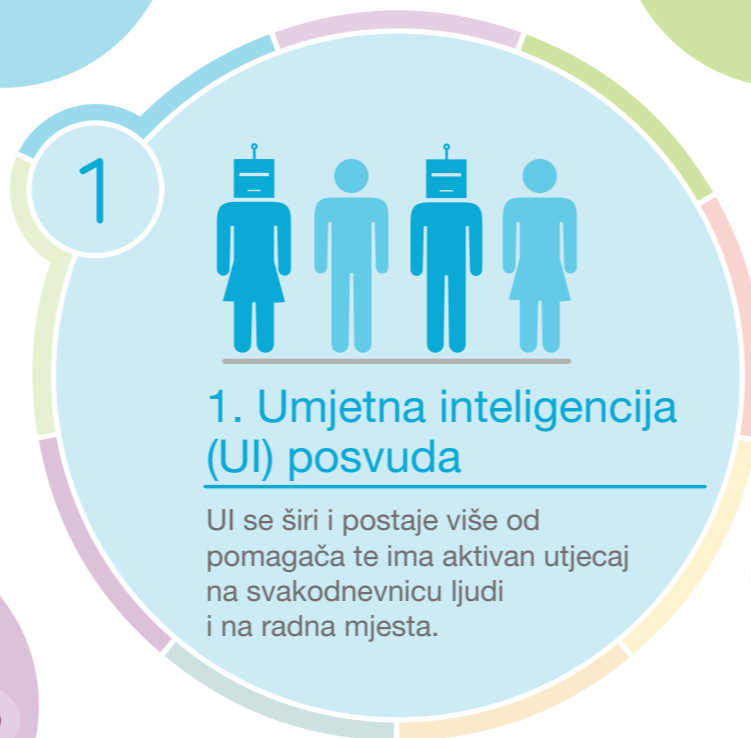 1
1. Umjetna inteligencija
(UI) posvuda
UI se širi i postaje više od
pomagača te ima aktivan utjecaj
na svakodnevnicu ljudi
i na radna mjesta.